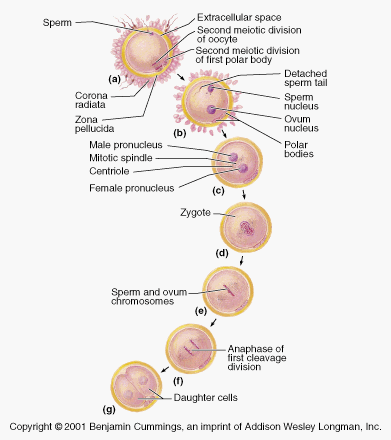 Sperm
Extracellular space
Second meiotic division
of oocyte
Second meiotic division
of first polar body
(a)
Corona
radiata
Zona
pellucida
Detached
sperm tail
Sperm
nucleus
Ovum
nucleus
Polar
bodies
(b)
Male pronucleus
Mitotic spindle
Centriole
Female pronucleus
(c)
Zygote
(d)
Sperm and ovum
chromosomes
(e)
Anaphase of
first cleavage
division
(f)
Daughter cells
(g)
Copyright © 2001 Benjamin Cummings, an imprint of Addison Wesley Longman, Inc.